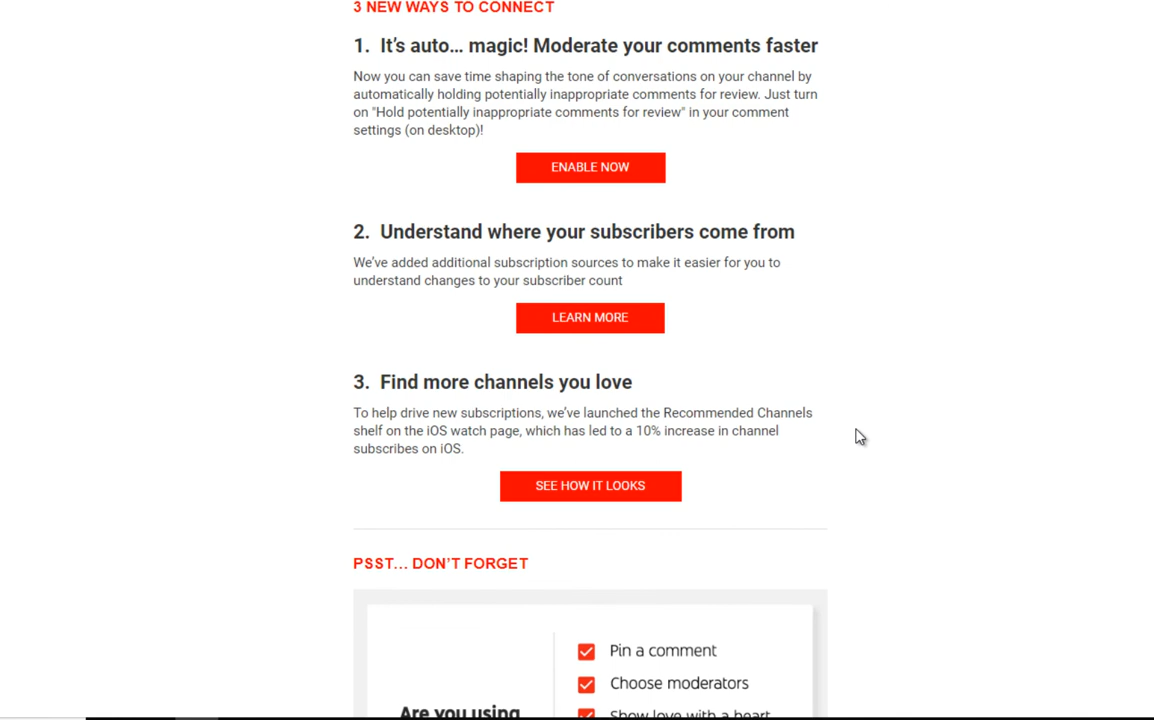 3 NEW WAYS TO CONNECT
1. It’s auto… magic! Moderate your comments faster
Now you can save time shaping the tone of conversations on your channel by
automatically holding potentially inappropriate comments for review. Just turn
on "Hold potentially inappropriate comments for review" in your comment
settings (on desktop)!
ENABLE NOW
2. Understand where your subscribers come from
We’ve added additional subscription sources to make it easier for you to
understand changes to your subscriber count
LEARN MORE
3. Find more channels you love
To help drive new subscriptions, we’ve launched the Recommended Channels
shelf on the iOS watch page, which has led to a 10% increase in channel
subscribes on iOS.
SEE HOW IT LOOKS
PSST… DON’T FORGET
Pin a comment
Choose moderators
Show love with a heart
Are you using